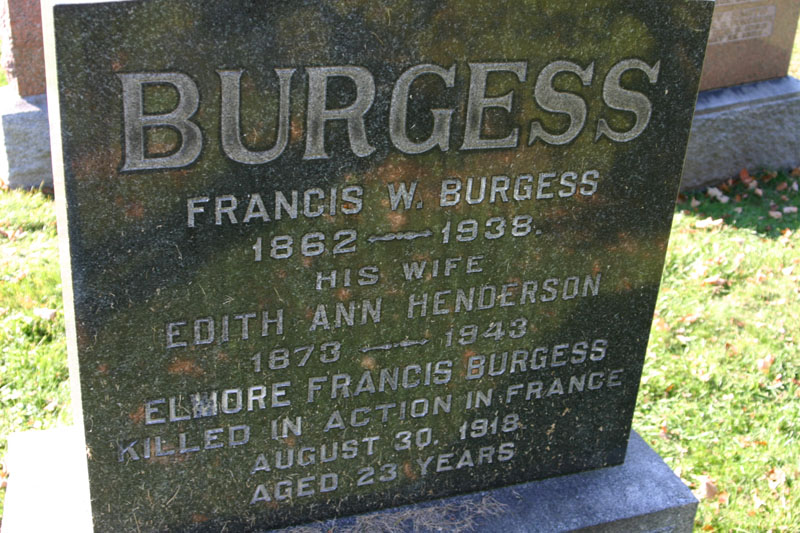 BURGESS
FRANCIS W. BURGESS
1862 — 1938.
HIS WIFE
EDITH ANN HENDERSON
1873 — 1943
ELMORE FRANCIS BURGESS
KILLED IN ACTION IN FRANCE
AUGUST 30, 1918
AGED 23 YEARS